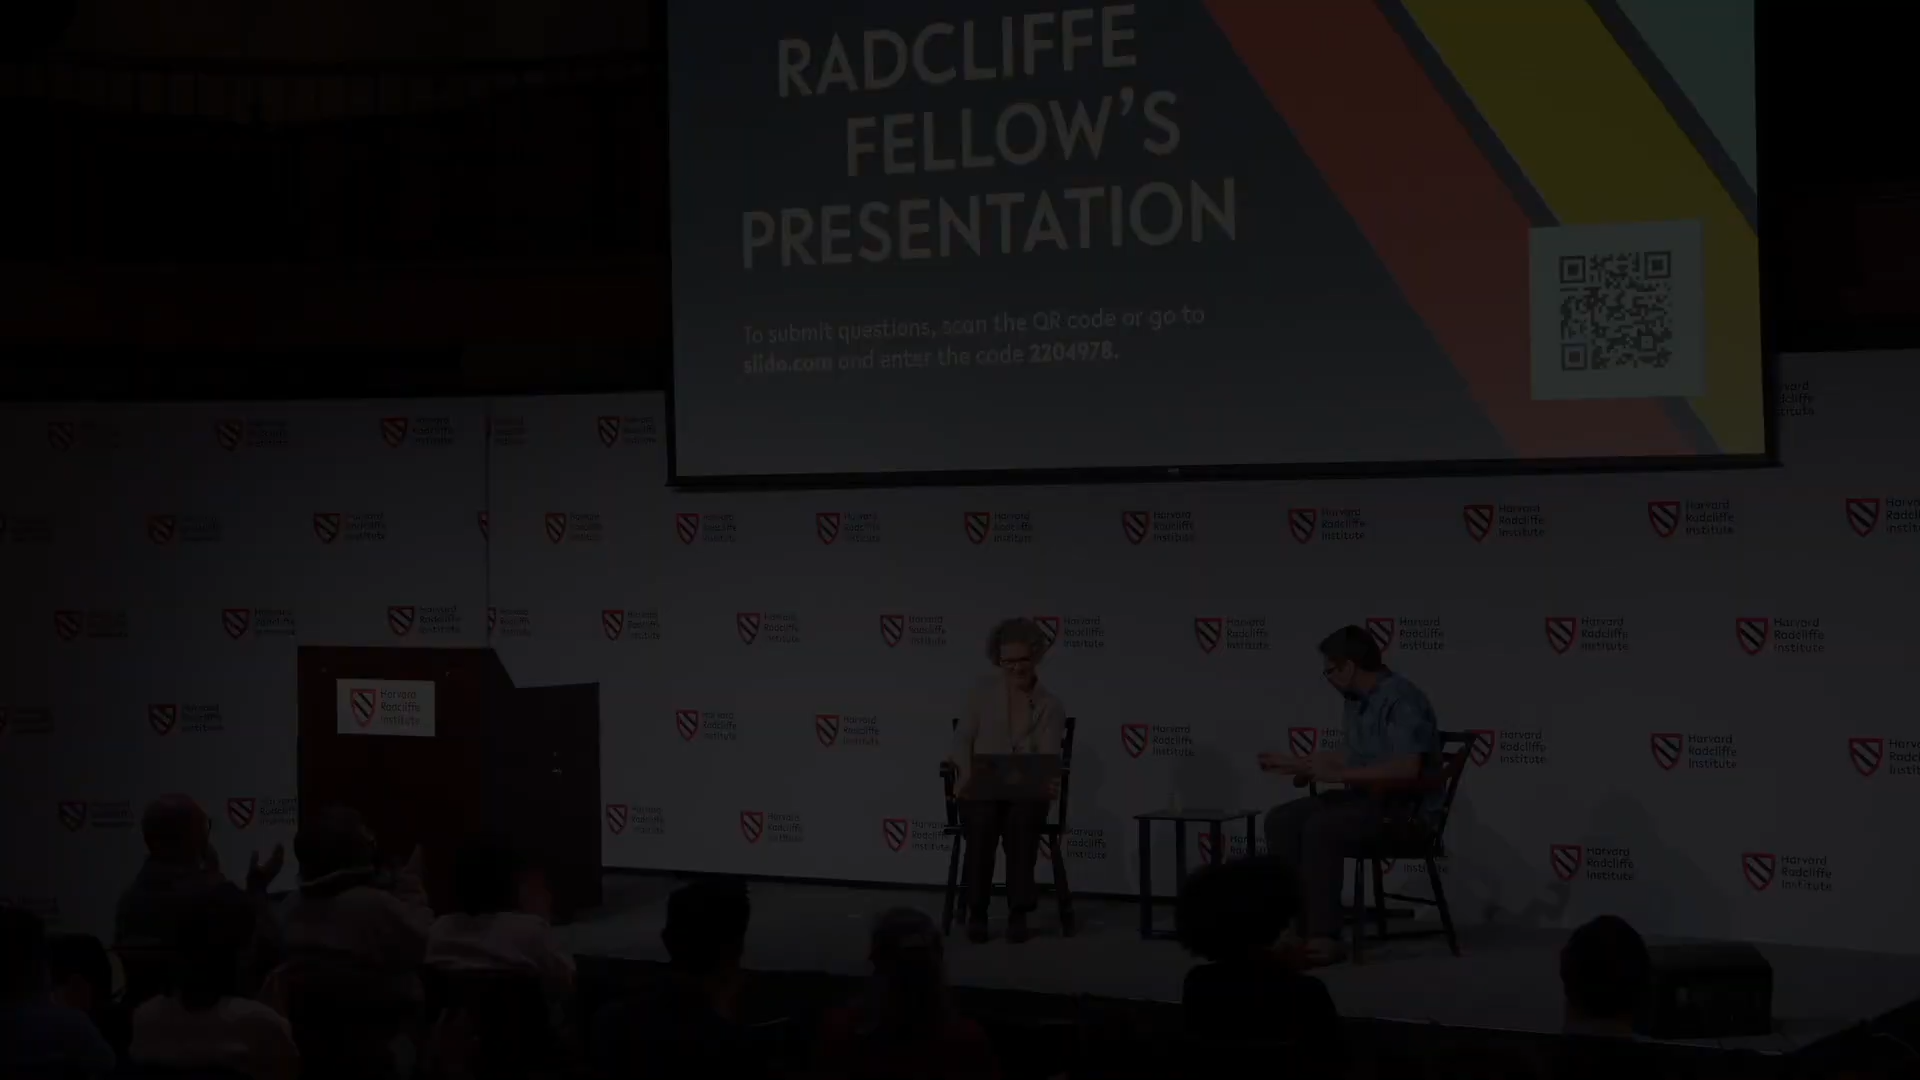 RADCLIFFE
FELLOW'S
PRESENTATION
To submit questions, scan the QR code or go to
slido.com and enter the code 2204978.
Harvard
Radcliffe
Institute